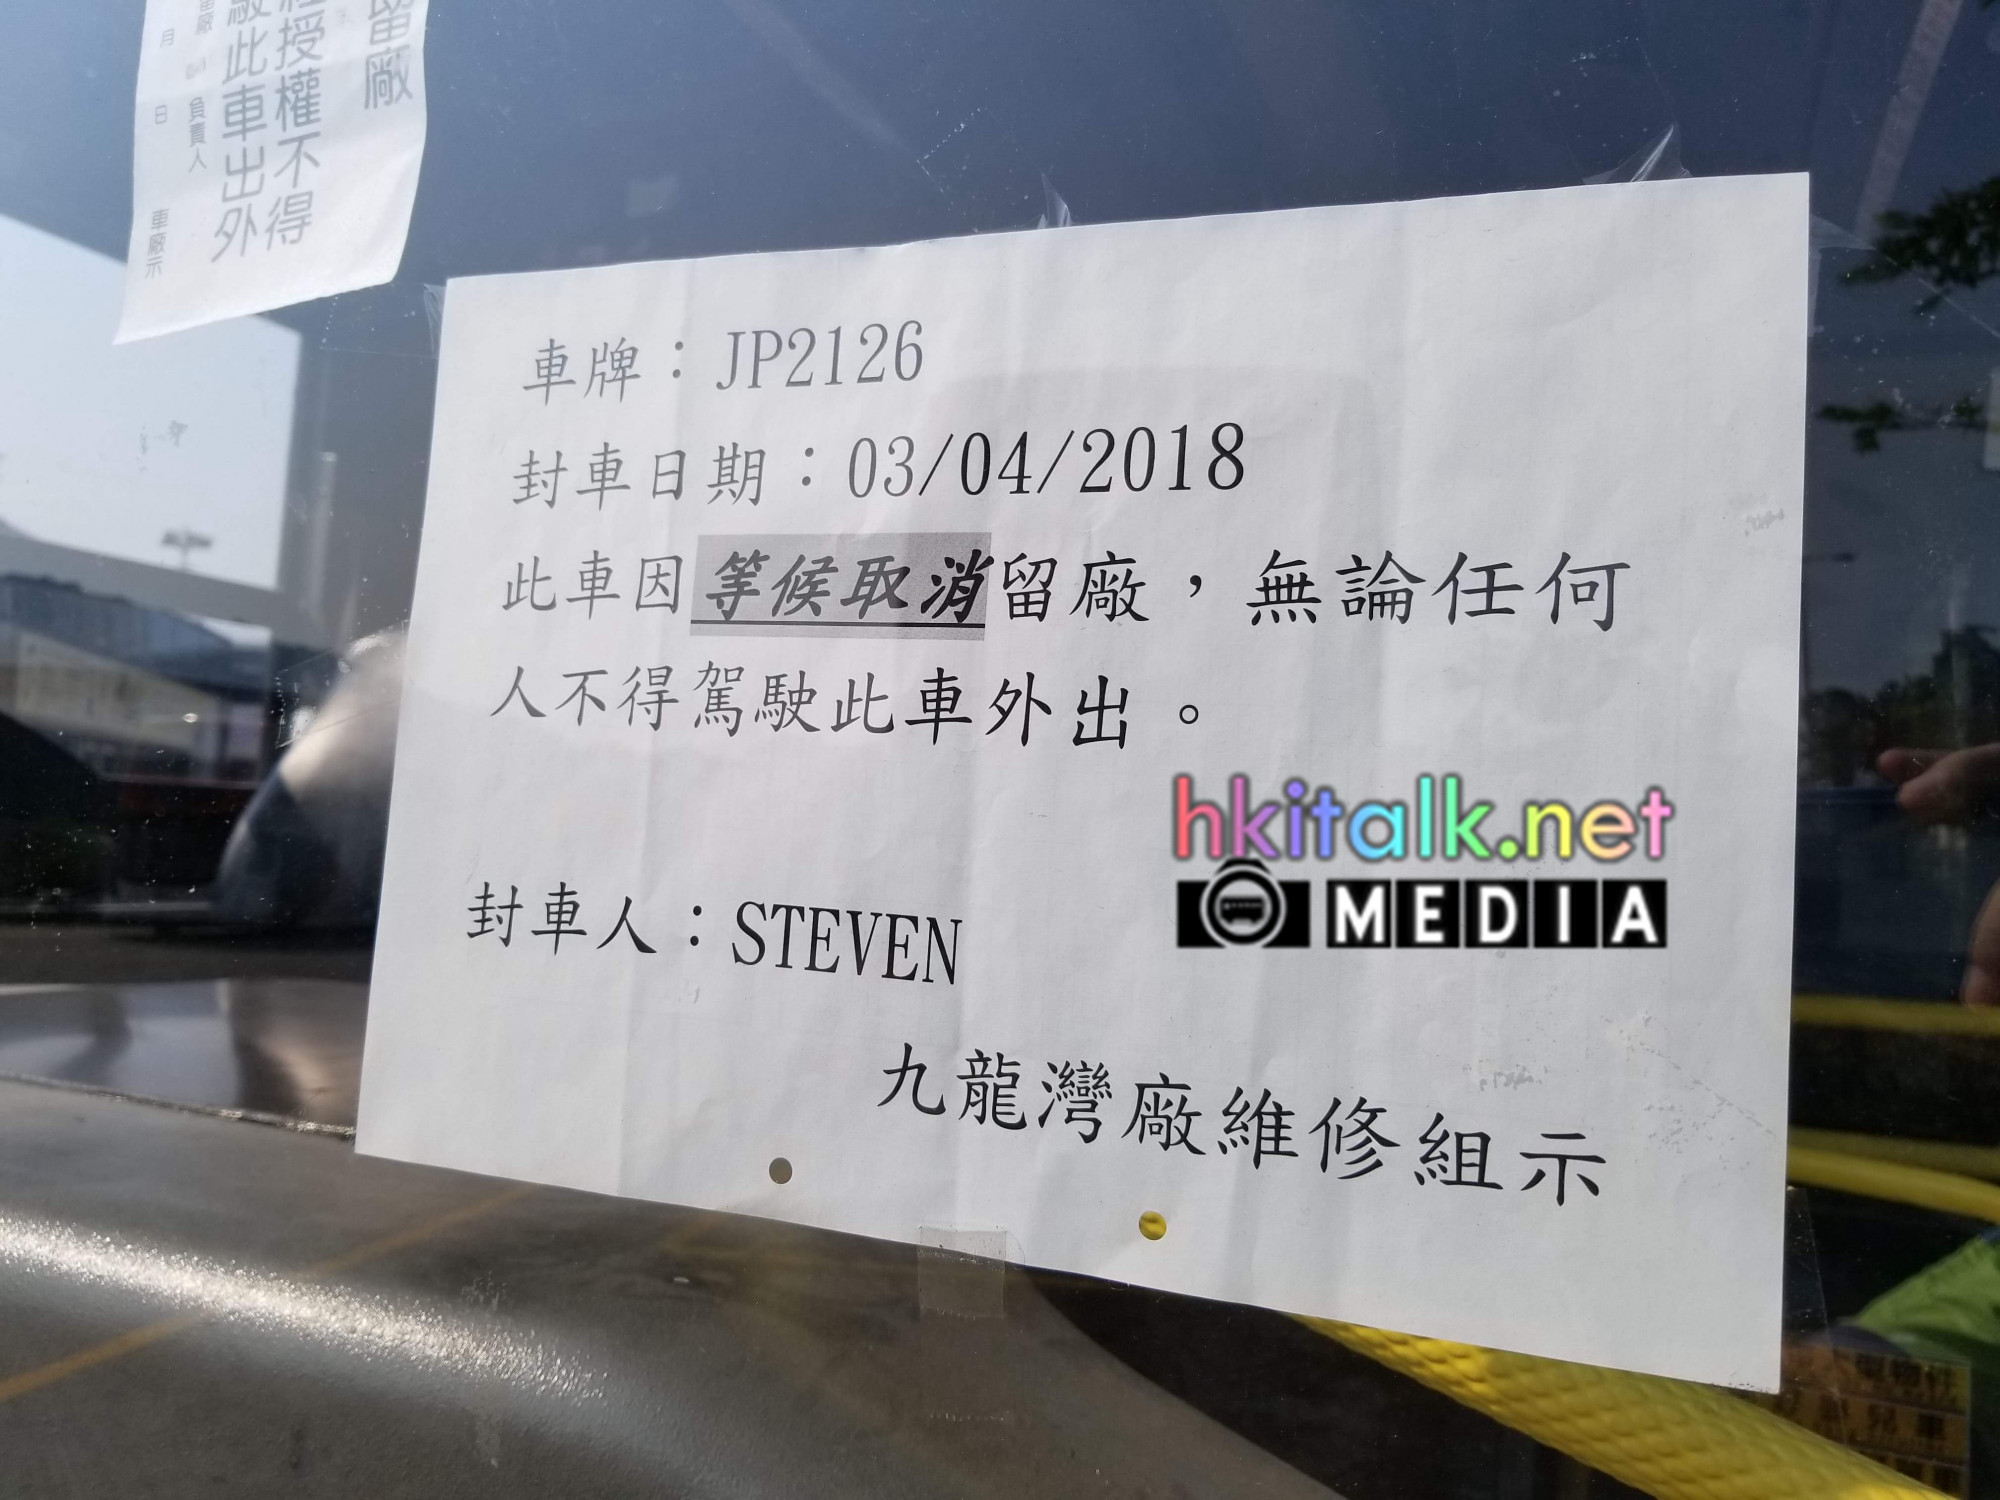 留廠
授權不得
駛此車出外
負責人
月
日
車廠示
車牌：JP2126
封車日期：03/04/2018
此車因等候取消留廠，無論任何
人不得駕駛此車外出。
hkitalk.net
MEDIA
封車人：STEVEN
九龍灣廠維修組示